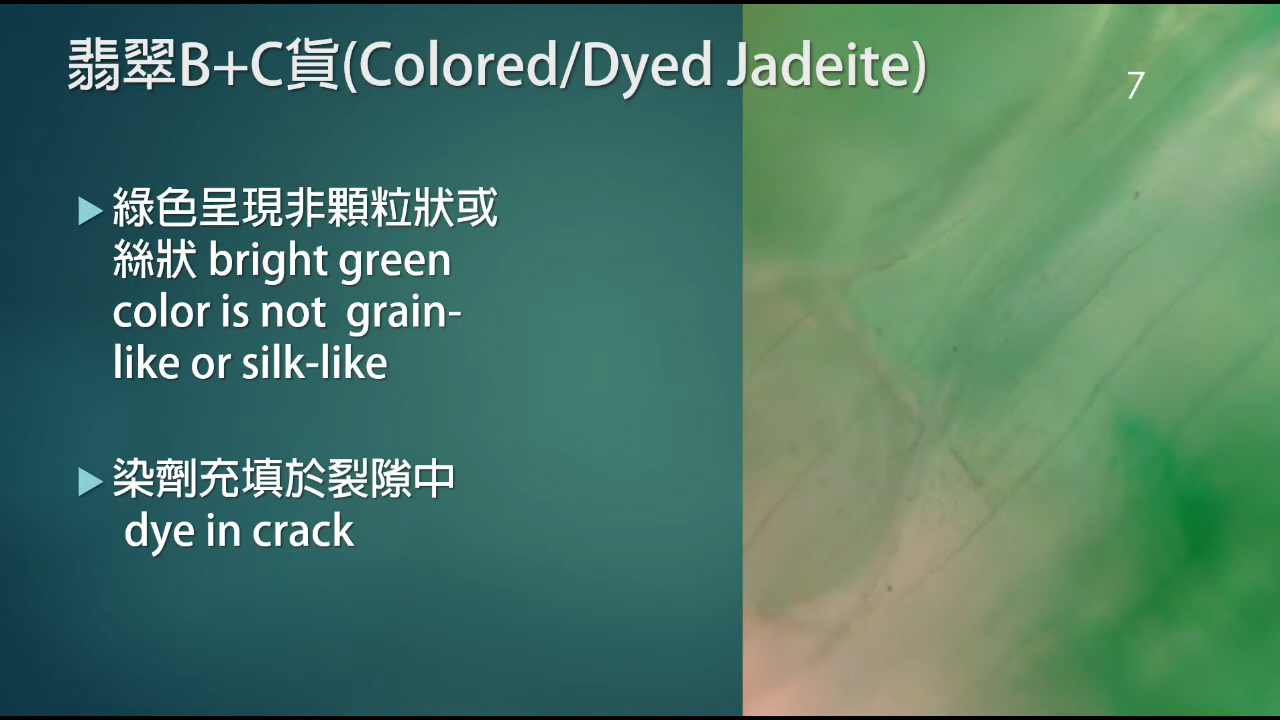 翡翠B+C貨(Colored/Dyed Jadeite)
7
綠色呈現非顆粒狀或
絲狀 bright green
color is not grain-
like or silk-like
染劑充填於裂隙中
dye in crack